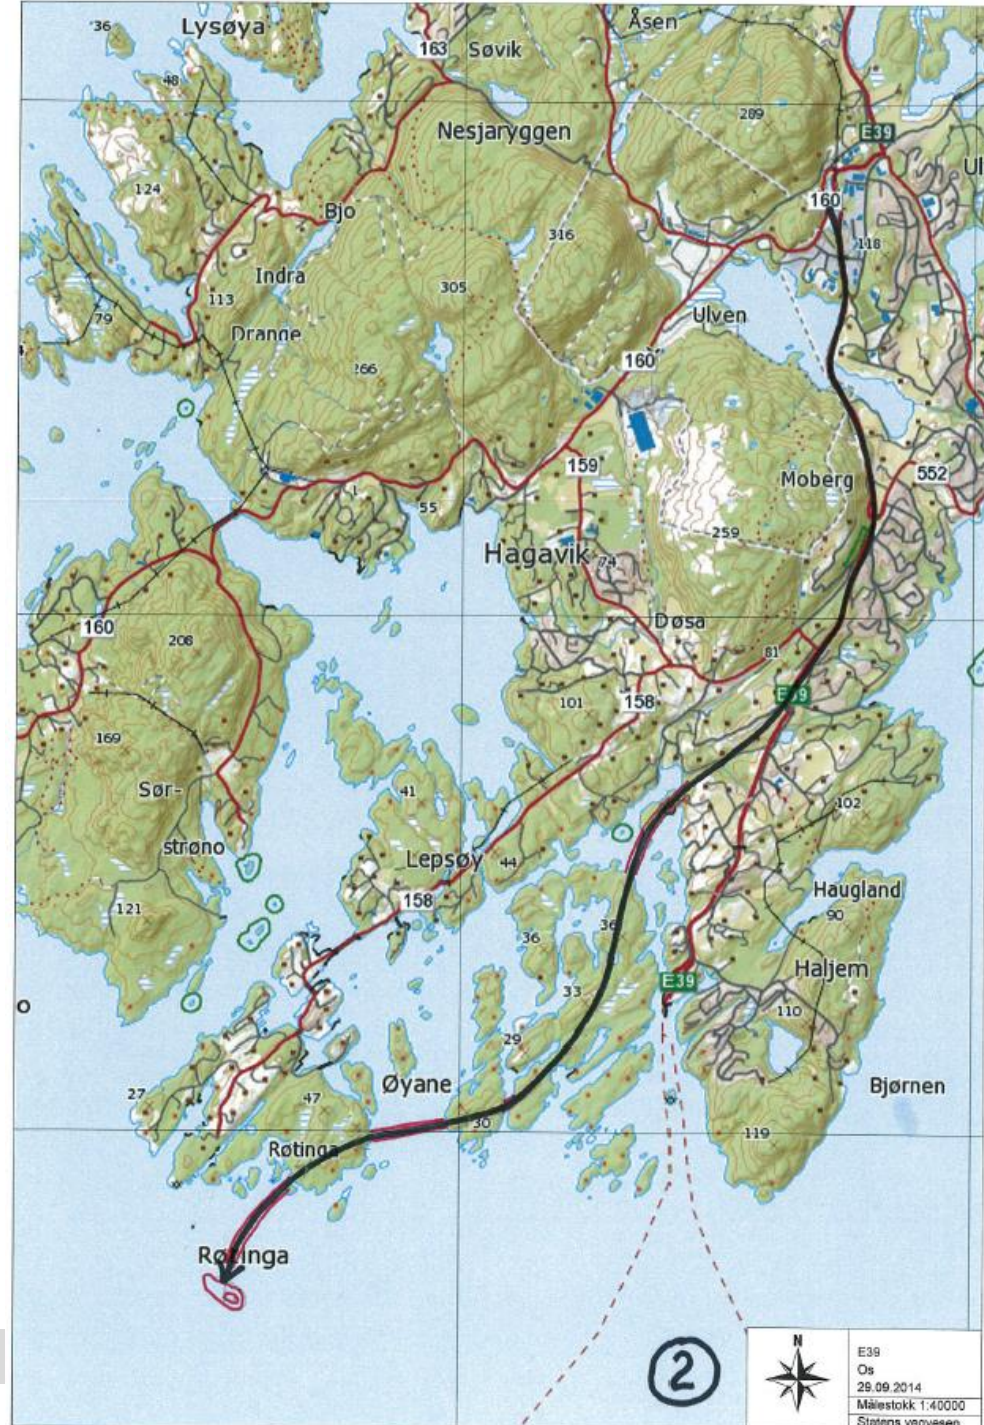 36
Lysøya
Åsen
163
Søvik
48
289
Nesjaryggen
E39
Ul
124
160
Bjo
316
118
Indra
305
113
Ulven
79
Drange
160
266
159
552
Moberg
55
259
Hagavik
74
160
Døsa
208
81
E39
101
158
169
Sør-
41
102
strøno
Lepsøy
44
Haugland
158
90
121
36
36
Haljem
E39
33
110
29
Øyane
Bjørnen
27
47
30
119
Røtinga
Røtinga
2
N
E39
Os
29.09.2014
Målestokk 1:40000
Statens vegvesen